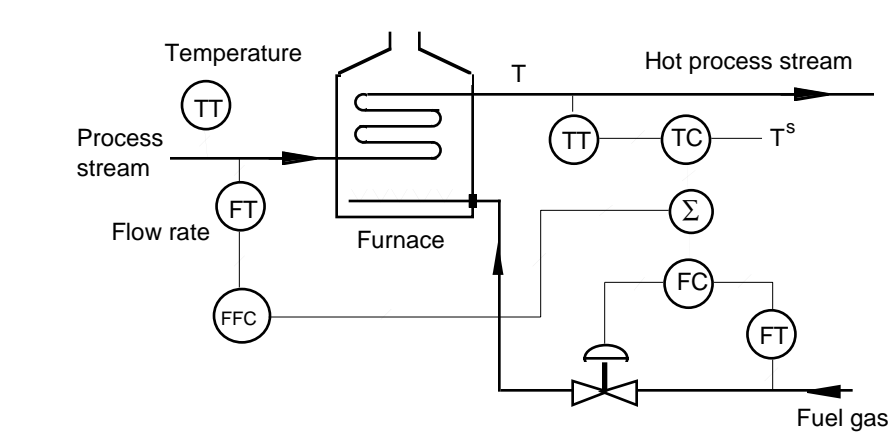 Temperature
TT
Process
stream
FT
Flow rate
FFC
Furnace
T
Hot process stream
TT
TC
T^s
Σ
FC
FT
Fuel gas